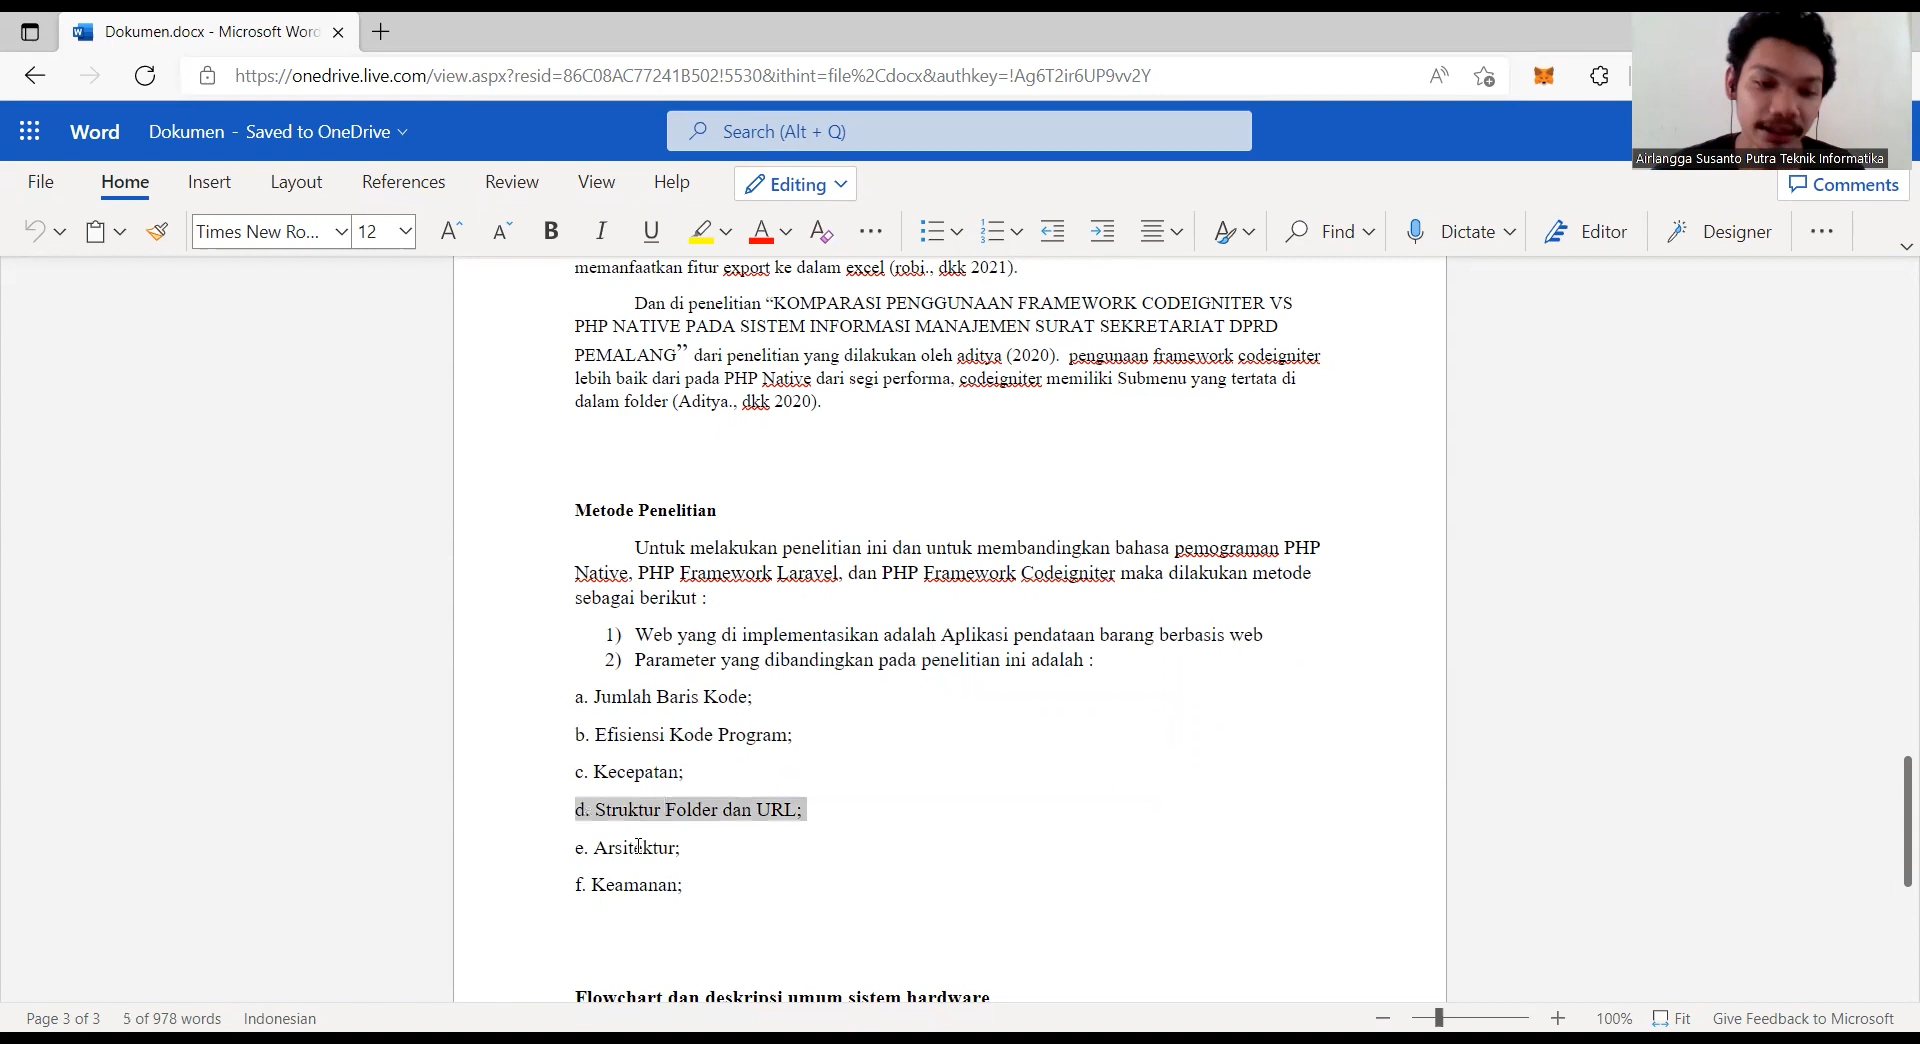 Dokumen.docx - Microsoft Word
https://onedrive.live.com/view.aspx?resid=86C08AC77241B502!5530&ithint=file%2Cdocx&authkey=!Ag6T2ir6UP9vv2Y
Word Dokumen - Saved to OneDrive
Search (Alt + Q)
Airlangga Susanto Putra Teknik Informatika
File Home Insert Layout References Review View Help Editing Comments
Times New Ro... 12 Find Dictate Editor Designer
memanfaatkan fitur export ke dalam excel (robi., dkk 2021).
Dan di penelitian “KOMPARASI PENGGUNAAN FRAMEWORK CODEIGNITER VS
PHP NATIVE PADA SISTEM INFORMASI MANAJEMEN SURAT SEKRETARIAT DPRD
PEMALANG” dari penelitian yang dilakukan oleh aditya (2020). pengunaan framework codeigniter
lebih baik dari pada PHP Native dari segi performa, codeigniter memiliki Submenu yang tertata di
dalam folder (Aditya., dkk 2020).
Metode Penelitian
Untuk melakukan penelitian ini dan untuk membandingkan bahasa pemograman PHP
Native, PHP Framework Laravel, dan PHP Framework Codeigniter maka dilakukan metode
sebagai berikut :
1) Web yang di implementasikan adalah Aplikasi pendataan barang berbasis web
2) Parameter yang dibandingkan pada penelitian ini adalah :
a. Jumlah Baris Kode;
b. Efisiensi Kode Program;
c. Kecepatan;
d. Struktur Folder dan URL;
e. Arsitektur;
f. Keamanan;
Flowchart dan deskripsi umum sistem hardware
Page 3 of 3 5 of 978 words Indonesian 100% Fit Give Feedback to Microsoft